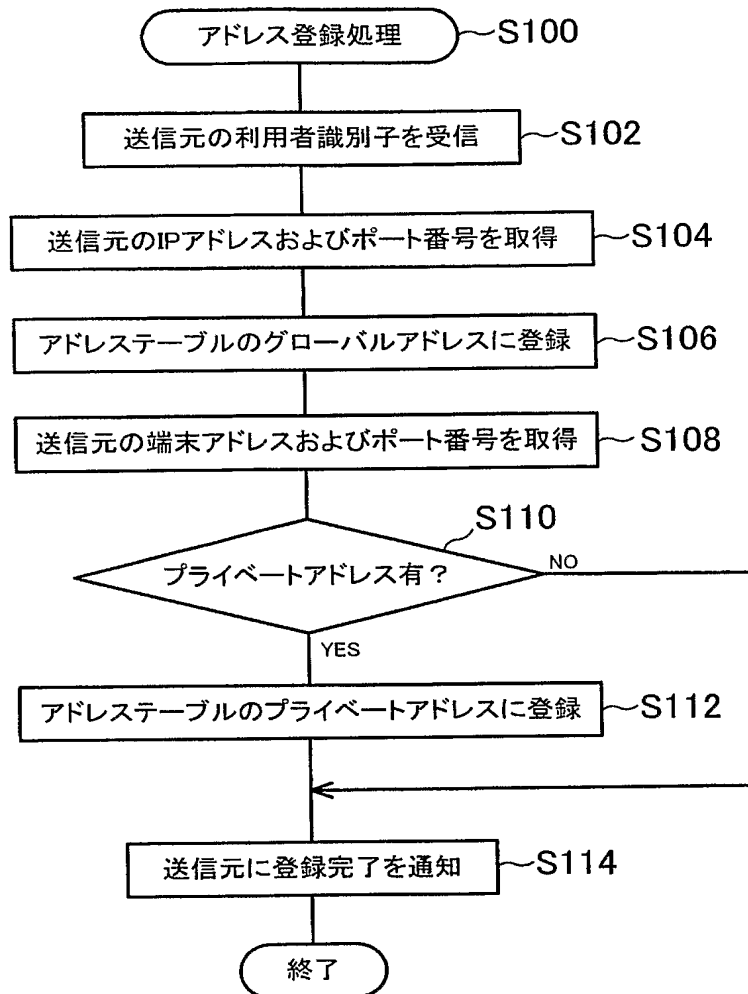 アドレス登録処理 S100
送信元の利用者識別子を受信 S102
送信元のIPアドレスおよびポート番号を取得 S104
アドレステーブルのグローバルアドレスに登録 S106
送信元の端末アドレスおよびポート番号を取得 S108
S110
プライベートアドレス有？ NO
YES
アドレステーブルのプライベートアドレスに登録 S112
送信元に登録完了を通知 S114
終了